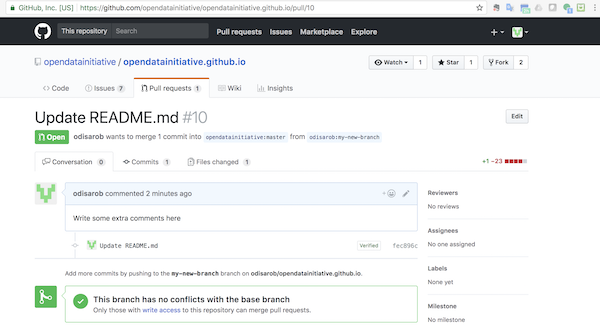 GitHub, Inc. [US] https://github.com/opendatainitiative/opendatainitiative.github.io/pull/10
This repository Search Pull requests Issues Marketplace Explore
opendatainitiative / opendatainitiative.github.io Watch 1 Star 1 Fork 2
Code Issues 7 Pull requests 1 Wiki Insights
Update README.md #10 Edit
Open odisarob wants to merge 1 commit into opendatainitiative:master from odisarob:my-new-branch
Conversation 0 Commits 1 Files changed 1 +1 −23
odisarob commented 2 minutes ago
Write some extra comments here
Update README.md Verified fec896c
Add more commits by pushing to the my-new-branch branch on odisarob/opendatainitiative.github.io.
This branch has no conflicts with the base branch
Only those with write access to this repository can merge pull requests.
Reviewers
No reviews
Assignees
No one assigned
Labels
None yet
Milestone
No milestone